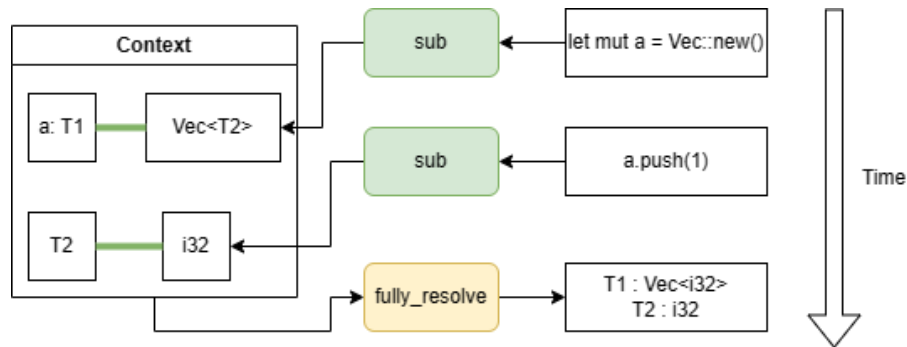 Context
sub
let mut a = Vec::new()
a: T1
Vec<T2>
sub
a.push(1)
Time
T2
i32
fully_resolve
T1 : Vec<i32>
T2 : i32